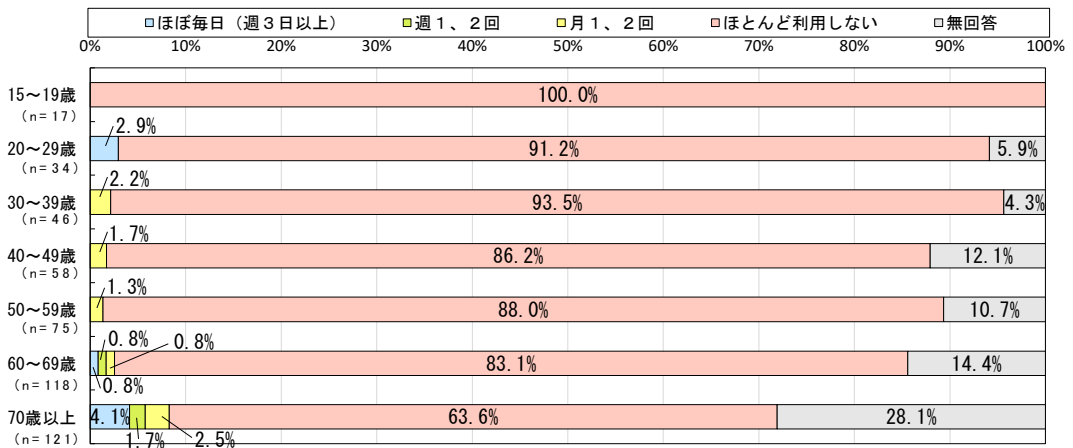 ほぼ毎日（週３日以上） 週１、２回 月１、２回 ほとんど利用しない 無回答
0% 10% 20% 30% 40% 50% 60% 70% 80% 90% 100%
15～19歳 100.0%
(n=17)
2.9%
20～29歳 91.2% 5.9%
(n=34)
2.2%
30～39歳 93.5% 4.3%
(n=46)
1.7%
40～49歳 86.2% 12.1%
(n=58)
1.3%
50～59歳 88.0% 10.7%
(n=75)
0.8% 0.8%
60～69歳 83.1% 14.4%
(n=118) 0.8%
70歳以上 4.1% 63.6% 28.1%
(n=121) 1.7% 2.5%